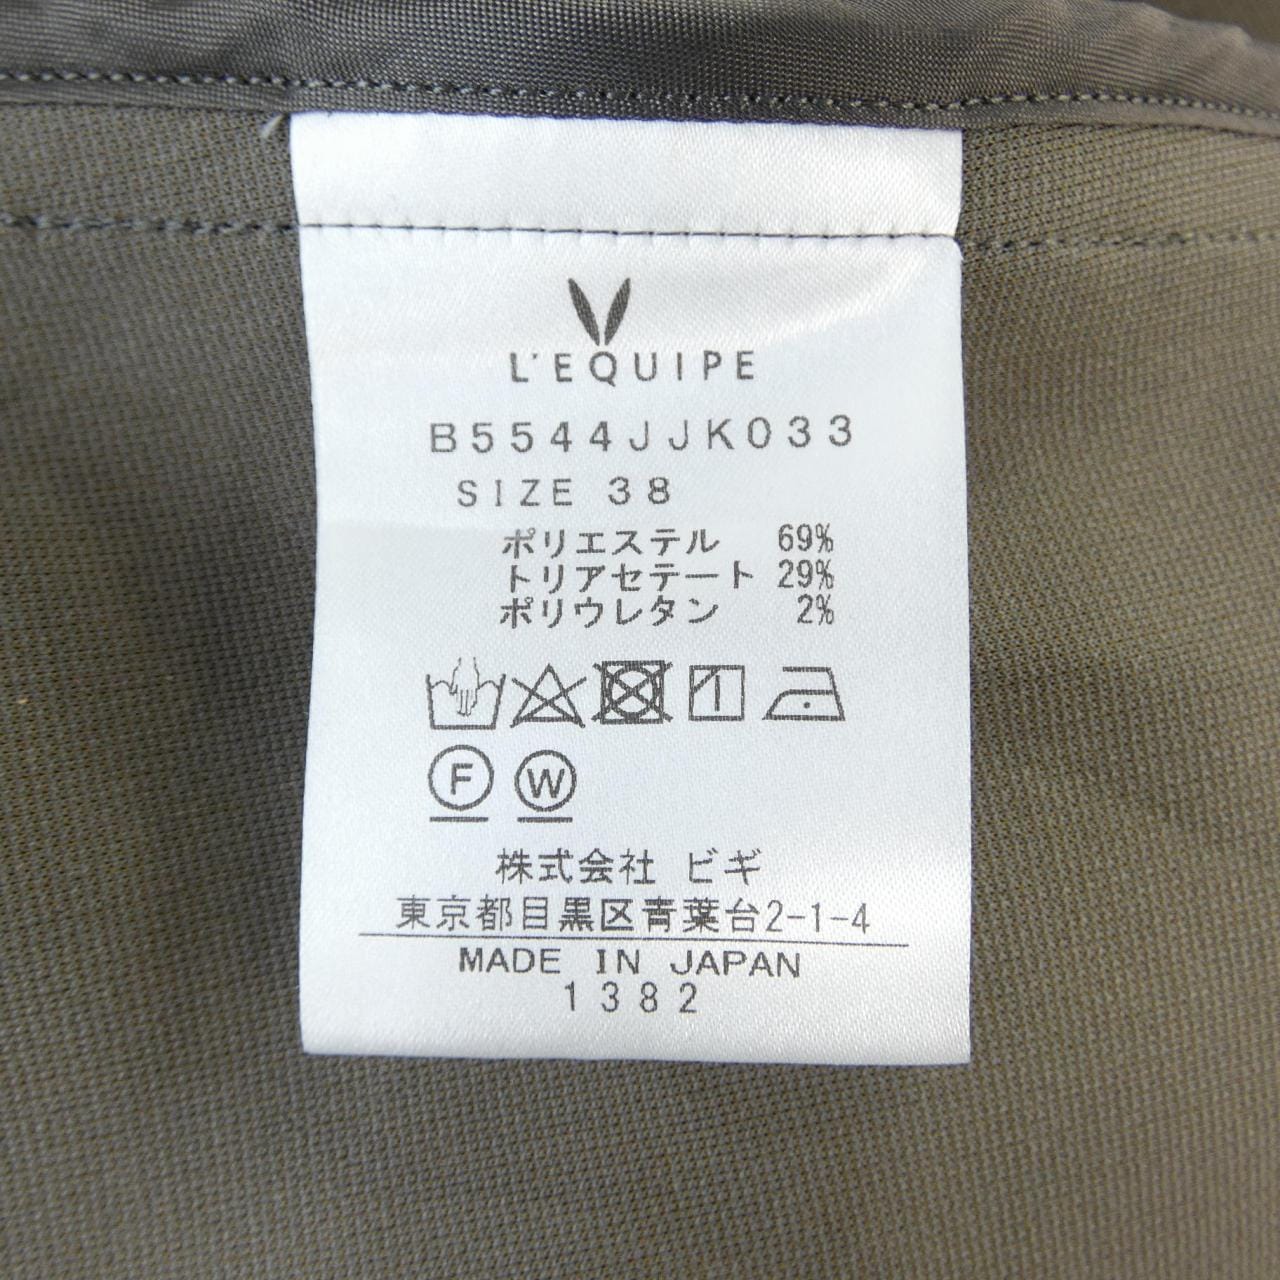 L'EQUIPE
B5544JJK033
SIZE 38
ポリエステル 69%
トリアセテート 29%
ポリウレタン 2%
F W
株式会社 ビギ
東京都目黒区青葉台2-1-4
MADE IN JAPAN
1382